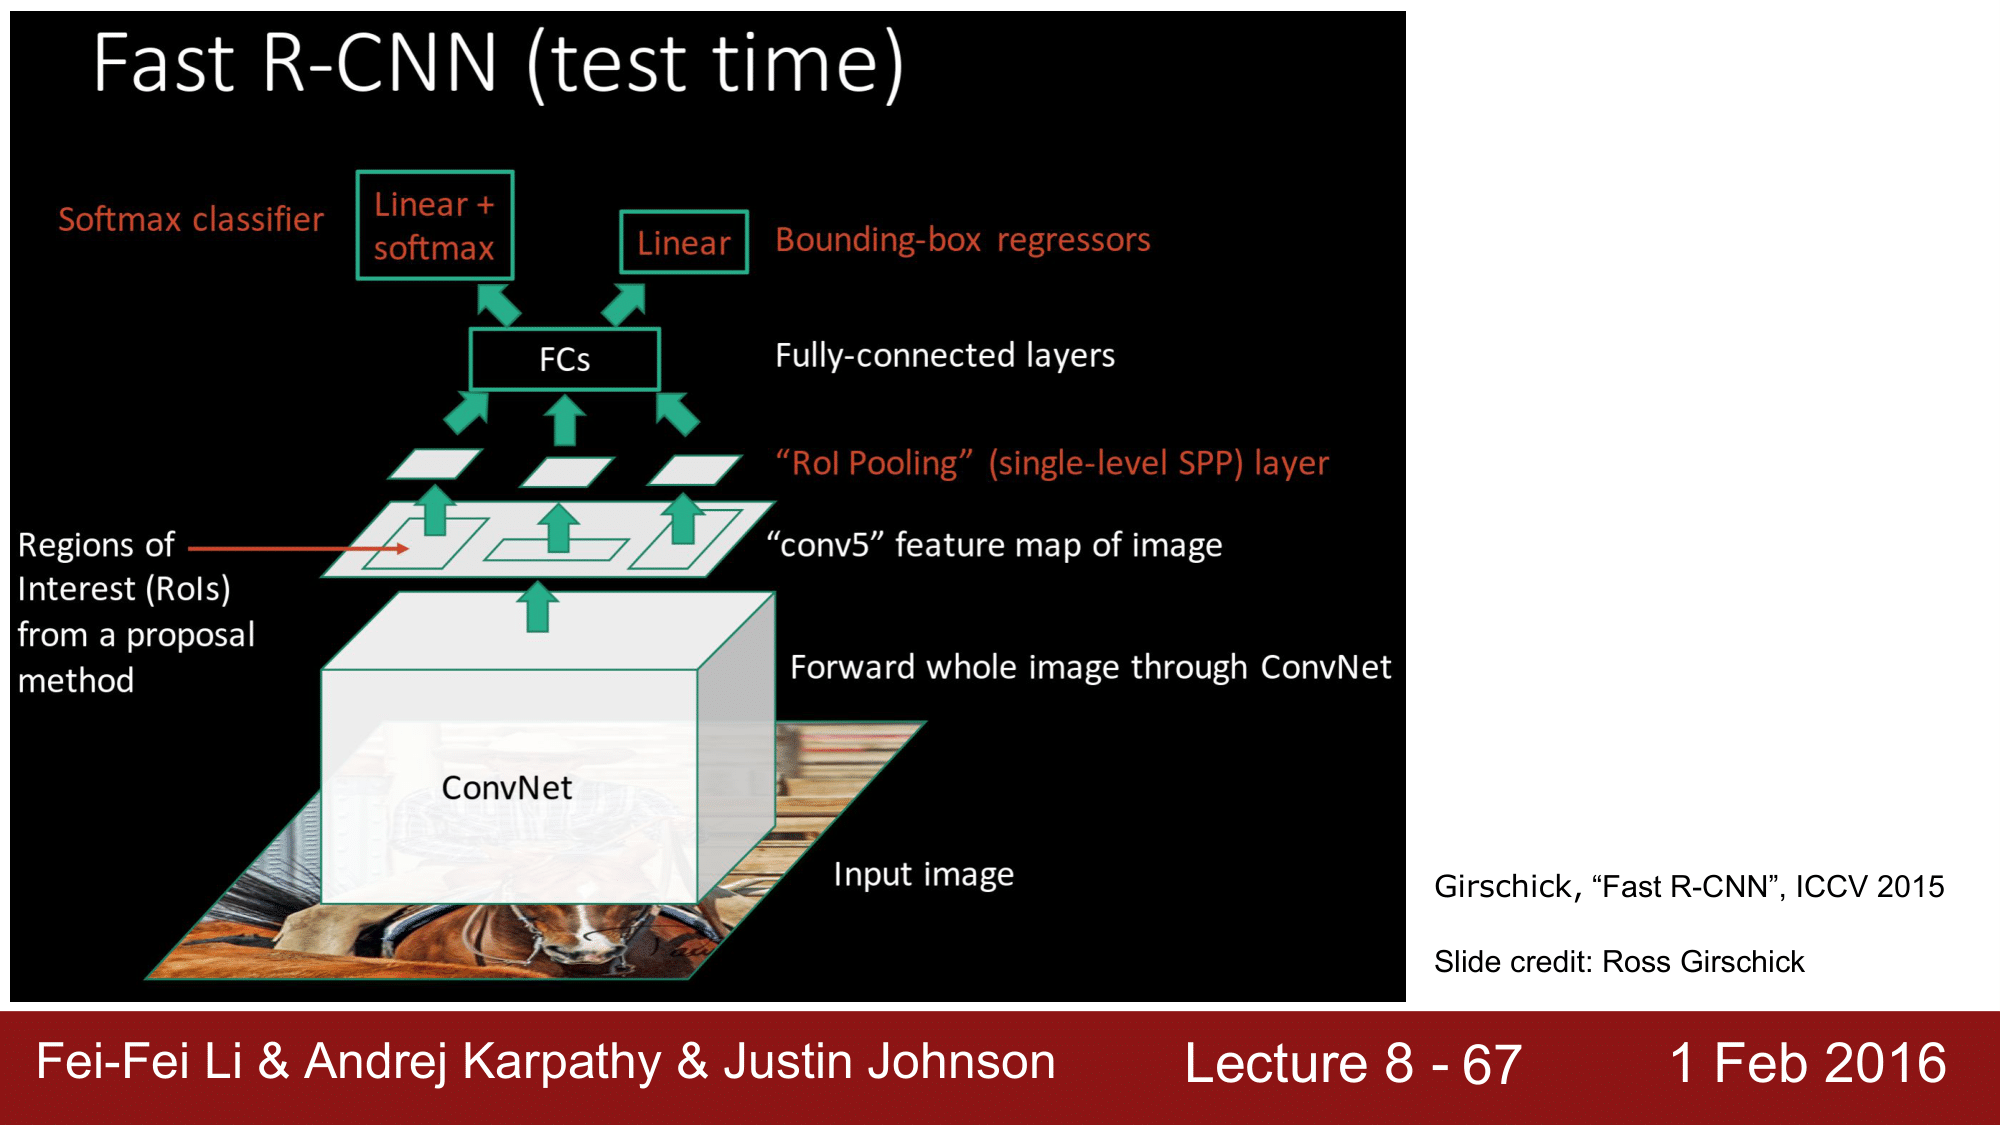 Fast R-CNN (test time)
Softmax classifier
Linear +
softmax
Linear
Bounding-box regressors
FCs
Fully-connected layers
“RoI Pooling” (single-level SPP) layer
Regions of
Interest (RoIs)
from a proposal
method
“conv5” feature map of image
Forward whole image through ConvNet
ConvNet
Input image
Girschick, “Fast R-CNN”, ICCV 2015
Slide credit: Ross Girschick
Fei-Fei Li & Andrej Karpathy & Justin Johnson
Lecture 8 - 67
1 Feb 2016